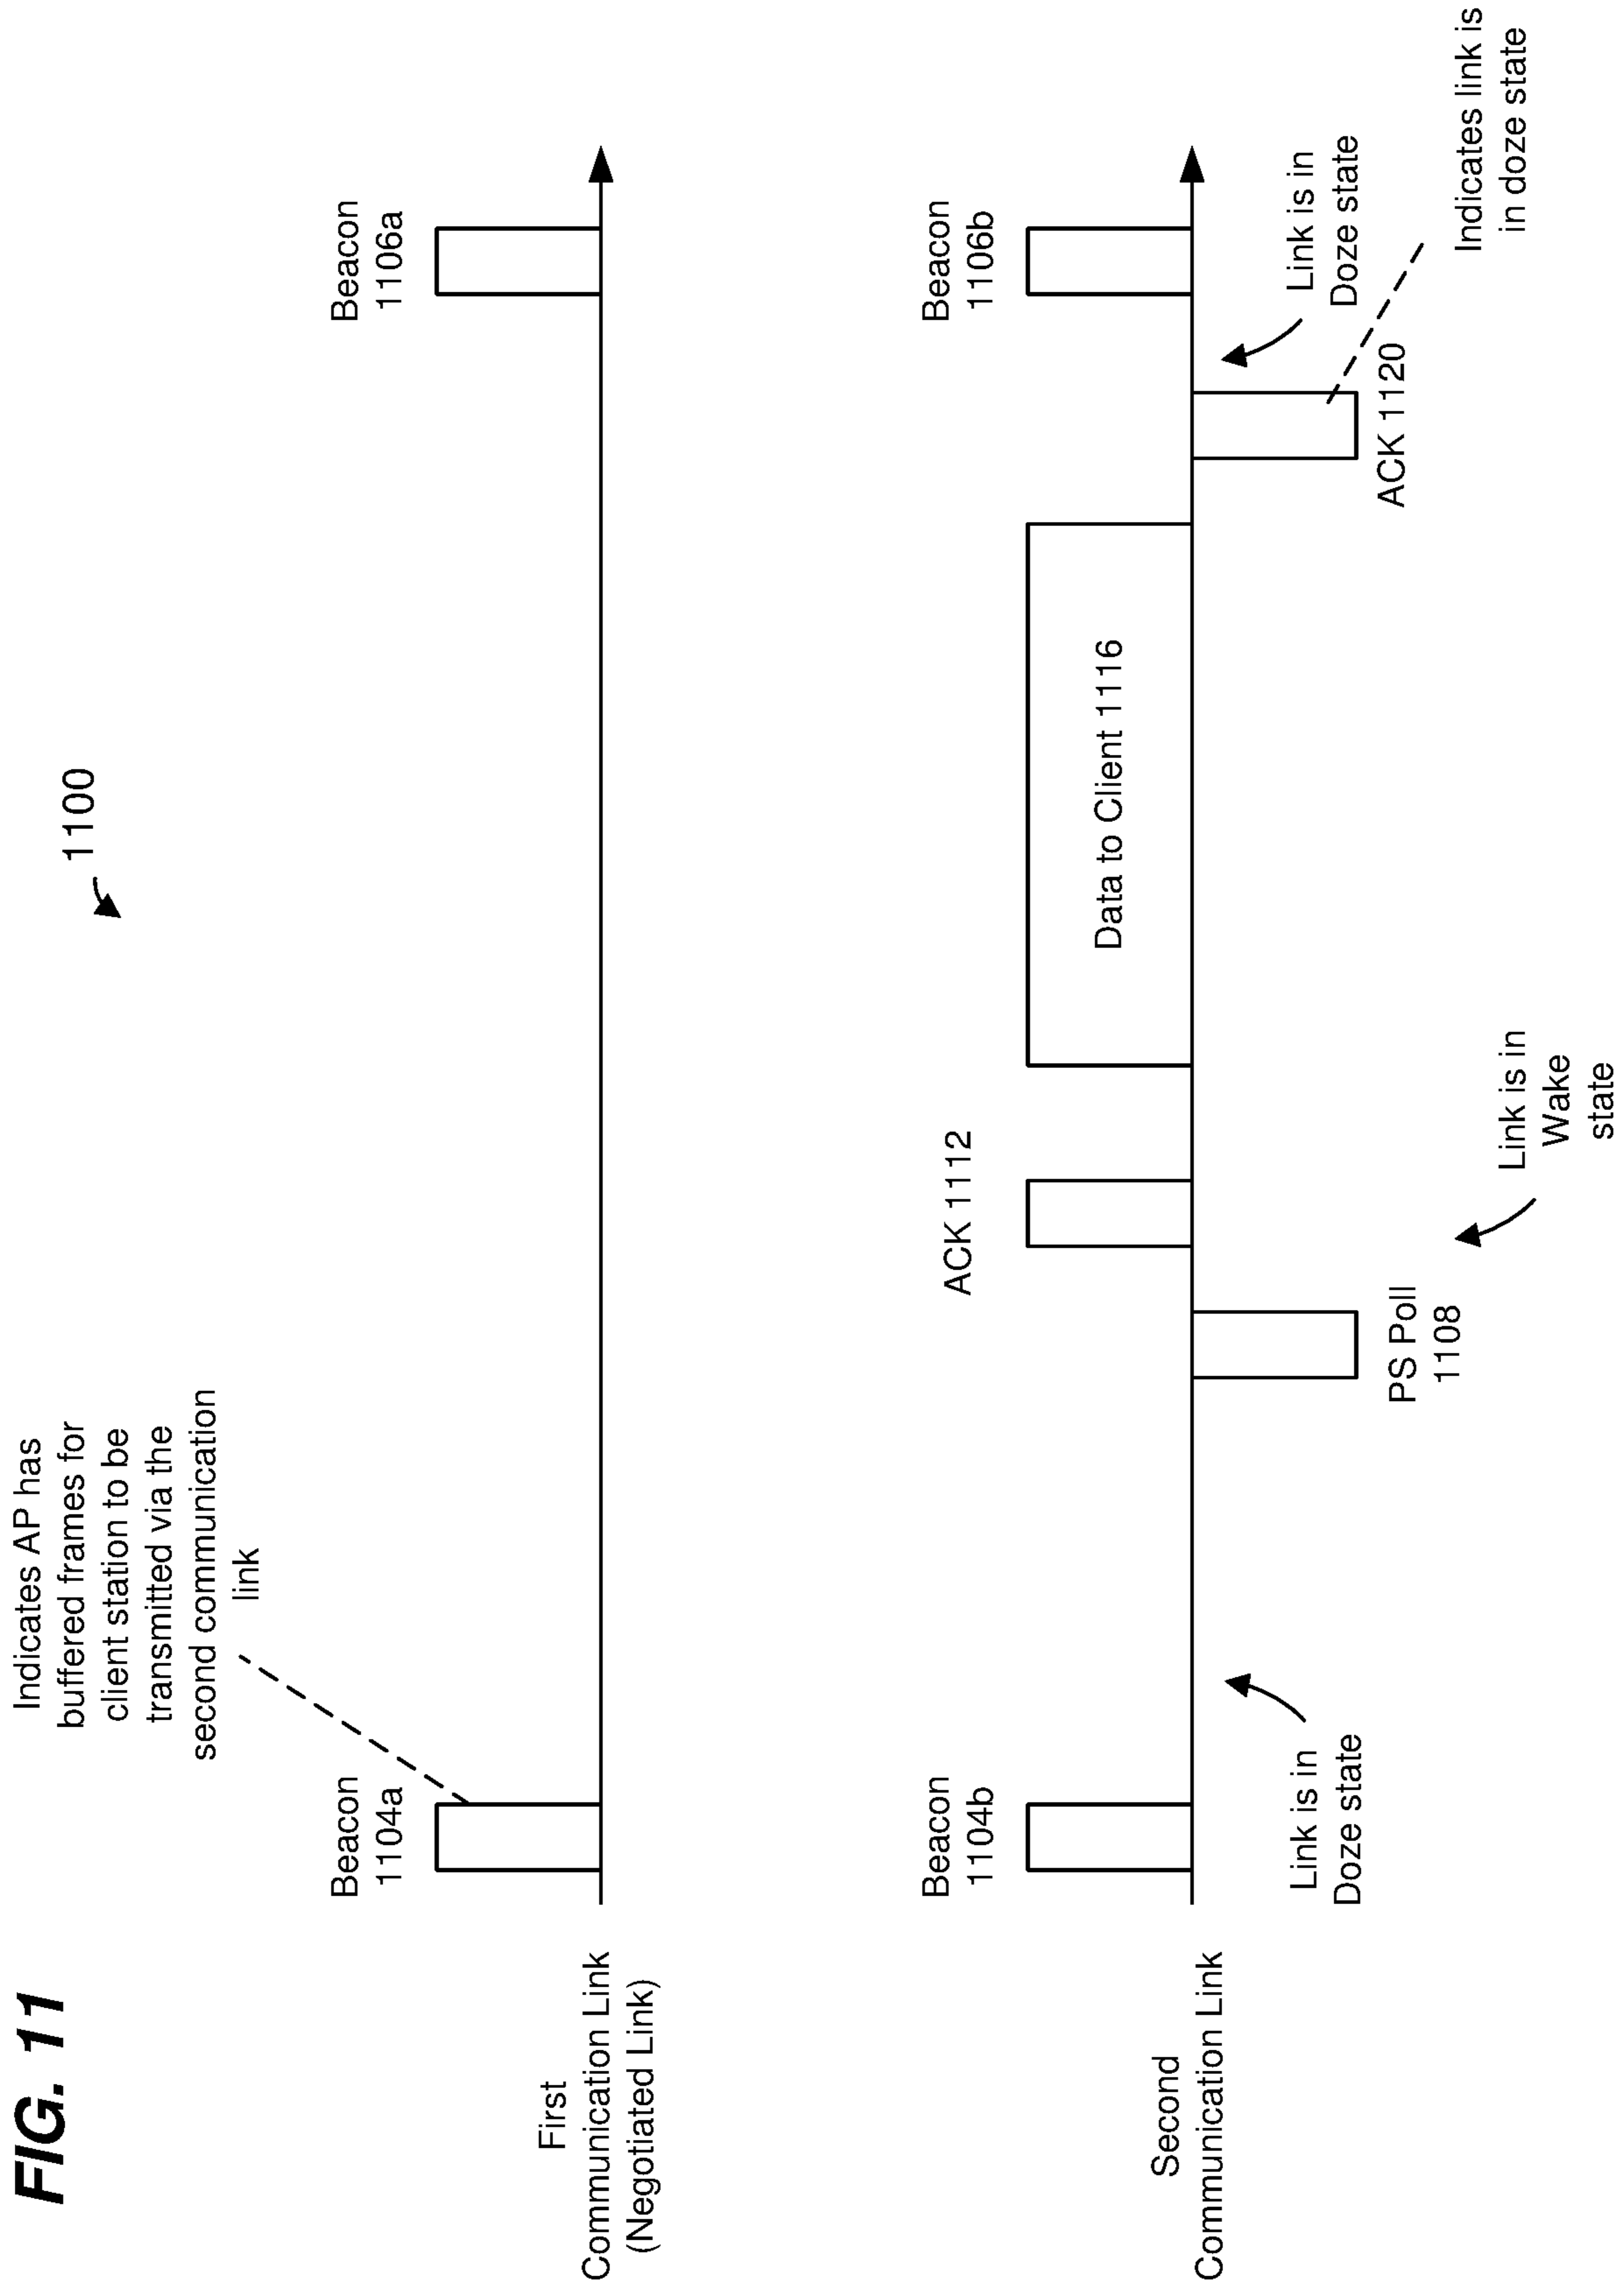 FIG. 11
1100
Indicates AP has
buffered frames for
client station to be
transmitted via the
second communication
link
Beacon
1104a
Beacon
1106a
First
Communication Link
(Negotiated Link)
Beacon
1104b
ACK 1112
Data to Client 1116
Beacon
1106b
Second
Communication Link
Link is in
Doze state
PS Poll
1108
Link is in
Wake
state
ACK 1120
Link is in
Doze state
Indicates link is
in doze state